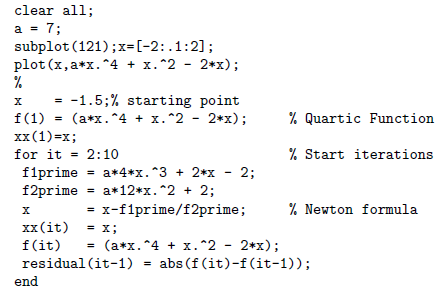 clear all;
a = 7;
subplot(121);x=[-2:.1:2];
plot(x,a*x.^4 + x.^2 - 2*x);
%
x    = -1.5;% starting point
f(1) = (a*x.^4 + x.^2 - 2*x);     % Quartic Function
xx(1)=x;
for it = 2:10                     % Start iterations
 f1prime = a*4*x.^3 + 2*x - 2;
 f2prime = a*12*x.^2 + 2;
 x       = x-f1prime/f2prime;     % Newton formula
 xx(it)  = x;
 f(it)   = (a*x.^4 + x.^2 - 2*x);
 residual(it-1) = abs(f(it)-f(it-1));
end